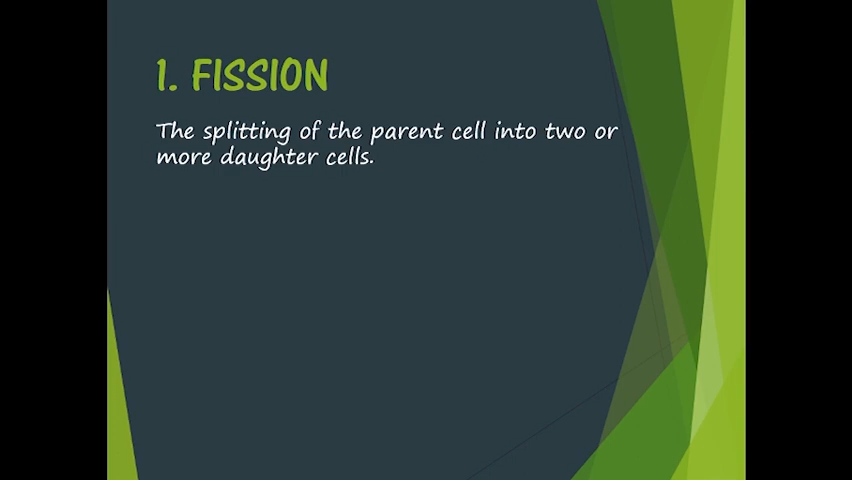 1. FISSION
The splitting of the parent cell into two or
more daughter cells.